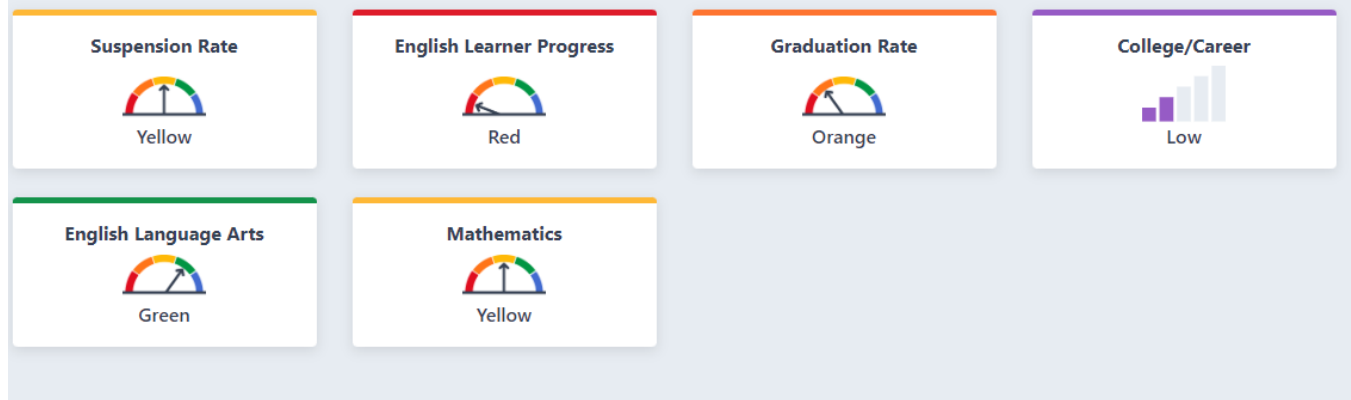 Suspension Rate
Yellow
English Learner Progress
Red
Graduation Rate
Orange
College/Career
Low
English Language Arts
Green
Mathematics
Yellow